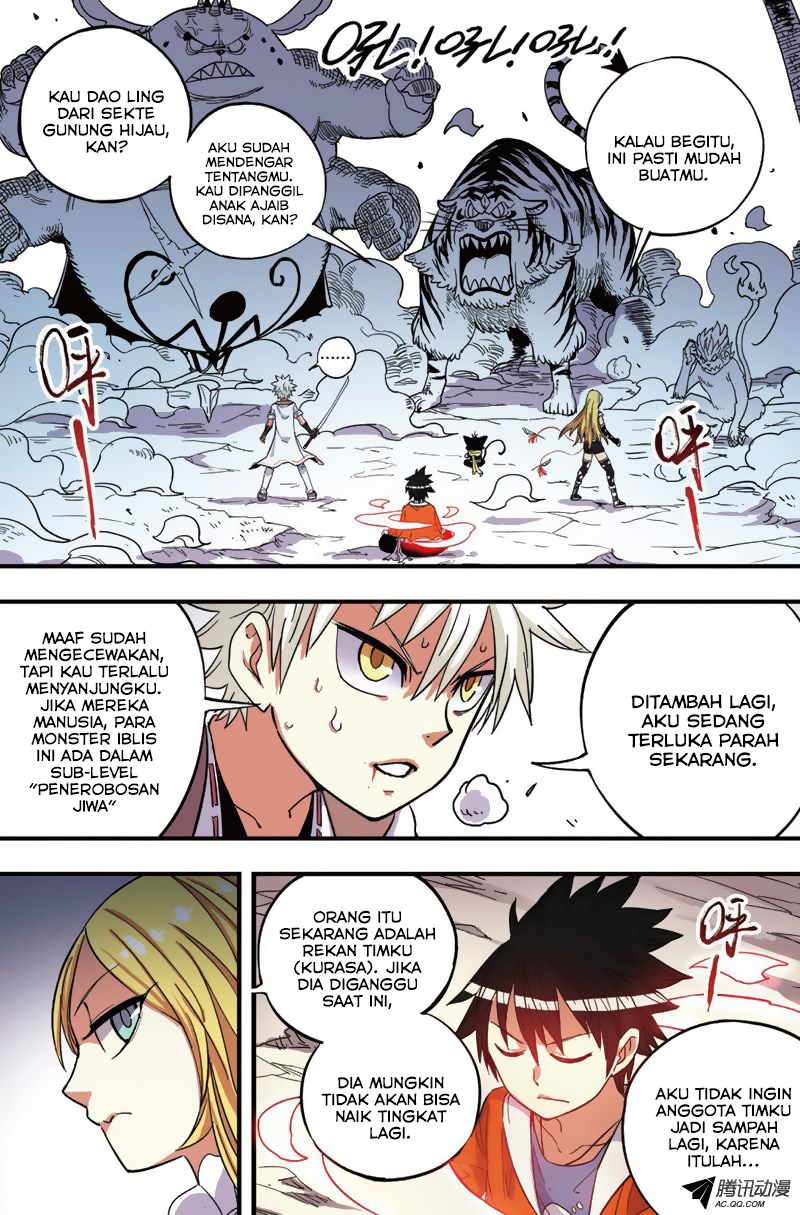 吼!吼!吼!
KAU DAO LING
DARI SEKTE
GUNUNG HIJAU,
KAN?
AKU SUDAH
MENDENGAR
TENTANGMU.
KAU DIPANGGIL
ANAK AJAIB
DISANA, KAN?
KALAU BEGITU,
INI PASTI MUDAH
BUATMU.
......
呼
呼
MAAF SUDAH
MENGECEWAKAN,
TAPI KAU TERLALU
MENYANJUNGKU.
JIKA MEREKA
MANUSIA, PARA
MONSTER IBLIS
INI ADA DALAM
SUB-LEVEL
"PENEROBOSAN
JIWA"
DITAMBAH LAGI,
AKU SEDANG
TERLUKA PARAH
SEKARANG.
ORANG ITU
SEKARANG ADALAH
REKAN TIMKU
(KURASA). JIKA
DIA DIGANGGU
SAAT INI,
DIA MUNGKIN
TIDAK AKAN BISA
NAIK TINGKAT
LAGI.
呼
AKU TIDAK INGIN
ANGGOTA TIMKU
JADI SAMPAH
LAGI, KARENA
ITULAH...
腾讯动漫
AC.QQ.COM